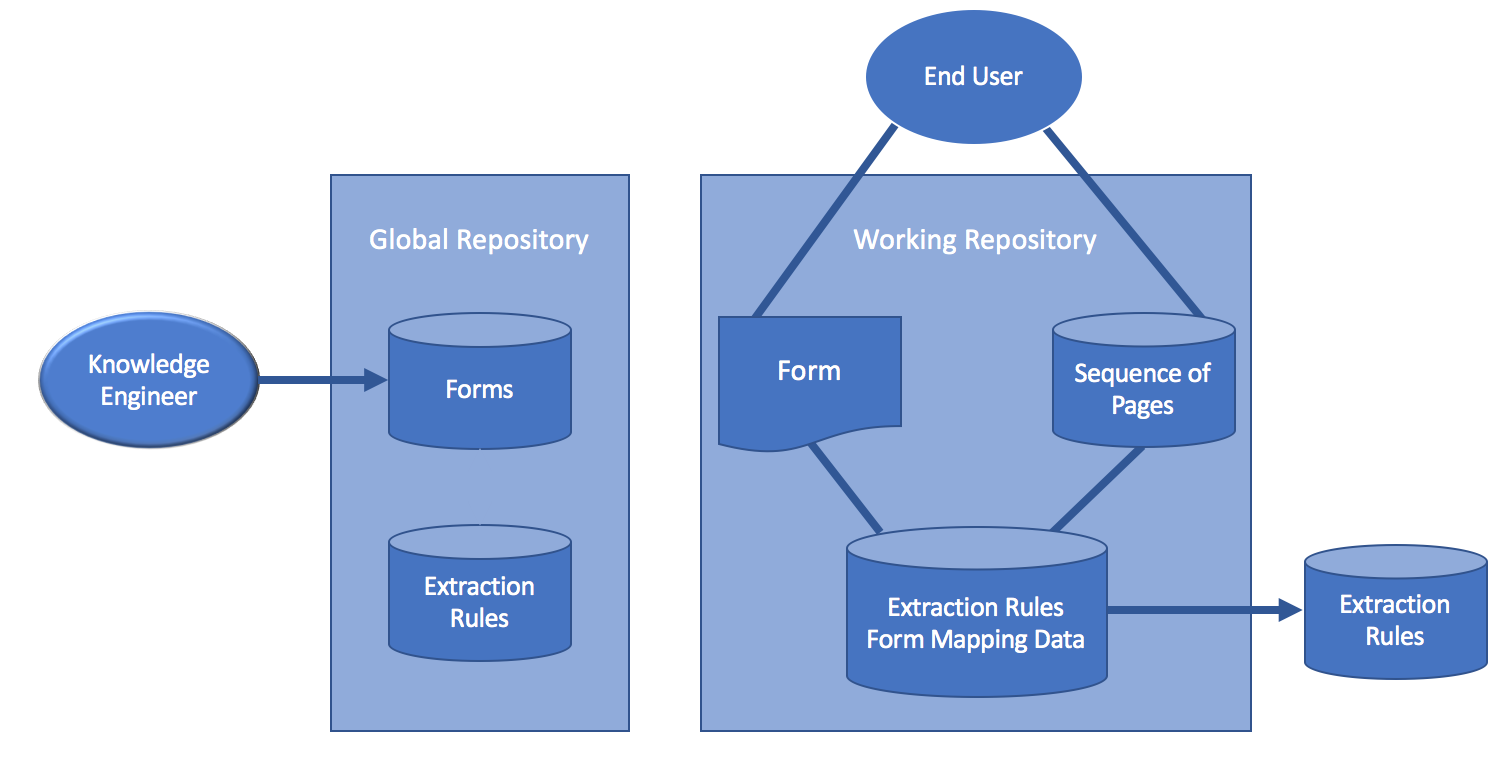 End User
Global Repository
Working Repository
Knowledge
Engineer
Forms
Form
Sequence of
Pages
Extraction
Rules
Extraction Rules
Form Mapping Data
Extraction
Rules